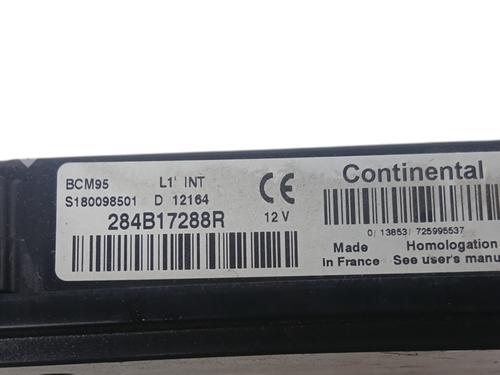 BCM95 L1' INT
S180098501 D 12164
284B17288R
CE
12 V
Continental
0/ 13853/ 725995537
Made in France
Homologation
See user's manu